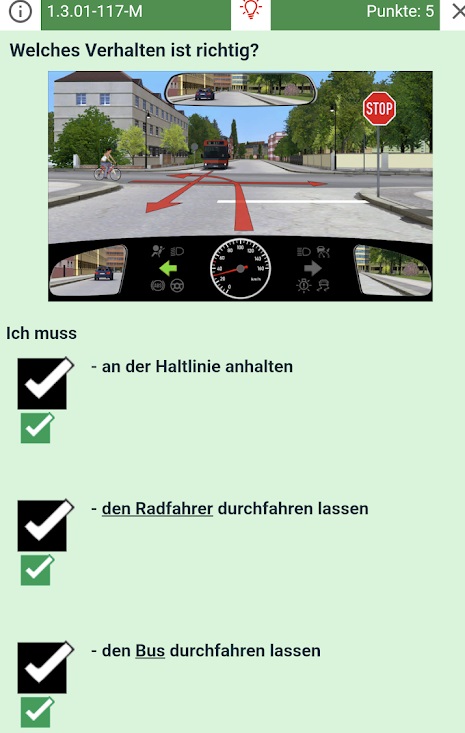 1.3.01-117-M
Punkte: 5
Welches Verhalten ist richtig?
STOP
Ich muss
- an der Haltlinie anhalten
- den Radfahrer durchfahren lassen
- den Bus durchfahren lassen